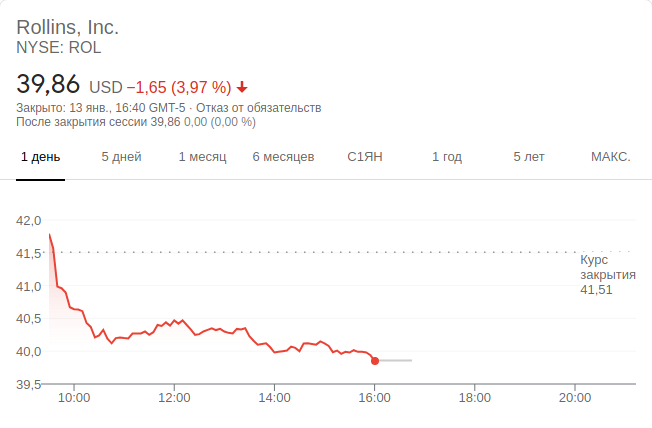 Rollins, Inc.
NYSE: ROL
39,86 USD −1,65 (3,97 %)
Закрыто: 13 янв., 16:40 GMT-5 · Отказ от обязательств
После закрытия сессии 39,86 0,00 (0,00 %)
1 день 5 дней 1 месяц 6 месяцев С1ЯН 1 год 5 лет МАКС.
42,0
41,5
Курс
закрытия
41,51
41,0
40,5
40,0
39,5
10:00 12:00 14:00 16:00 18:00 20:00